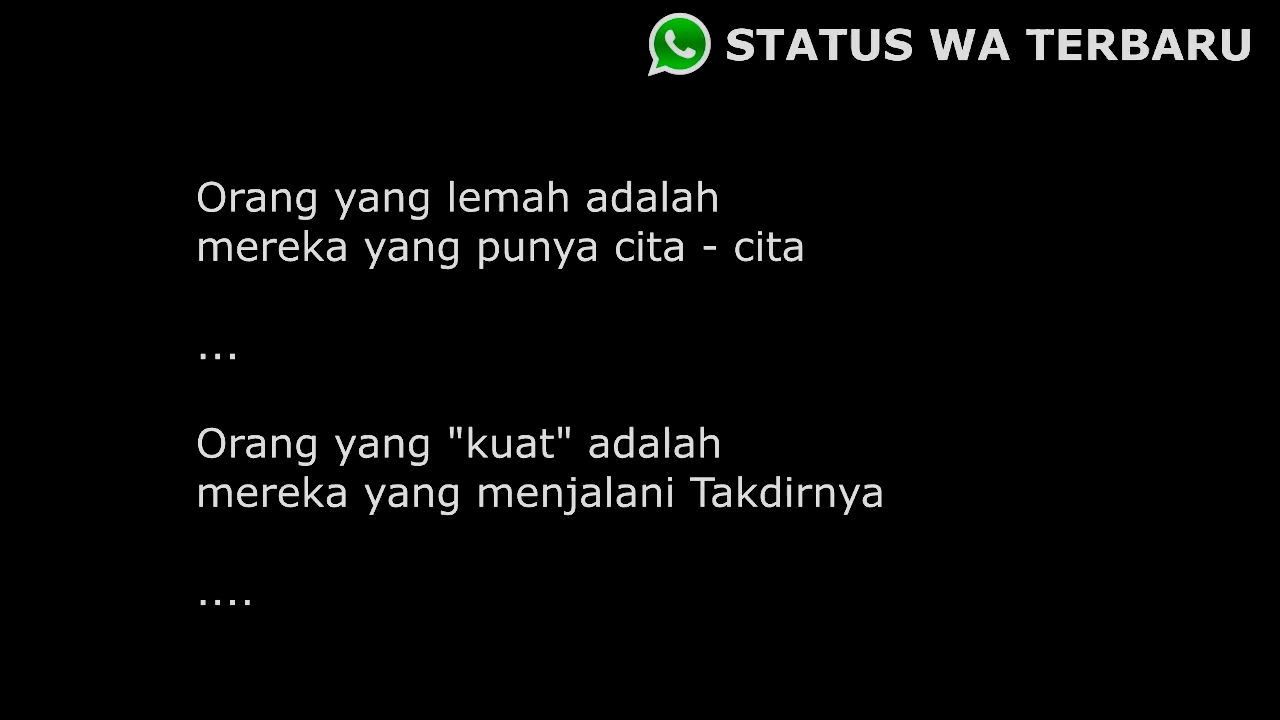 STATUS WA TERBARU
Orang yang lemah adalah
mereka yang punya cita - cita
...
Orang yang "kuat" adalah
mereka yang menjalani Takdirnya
....